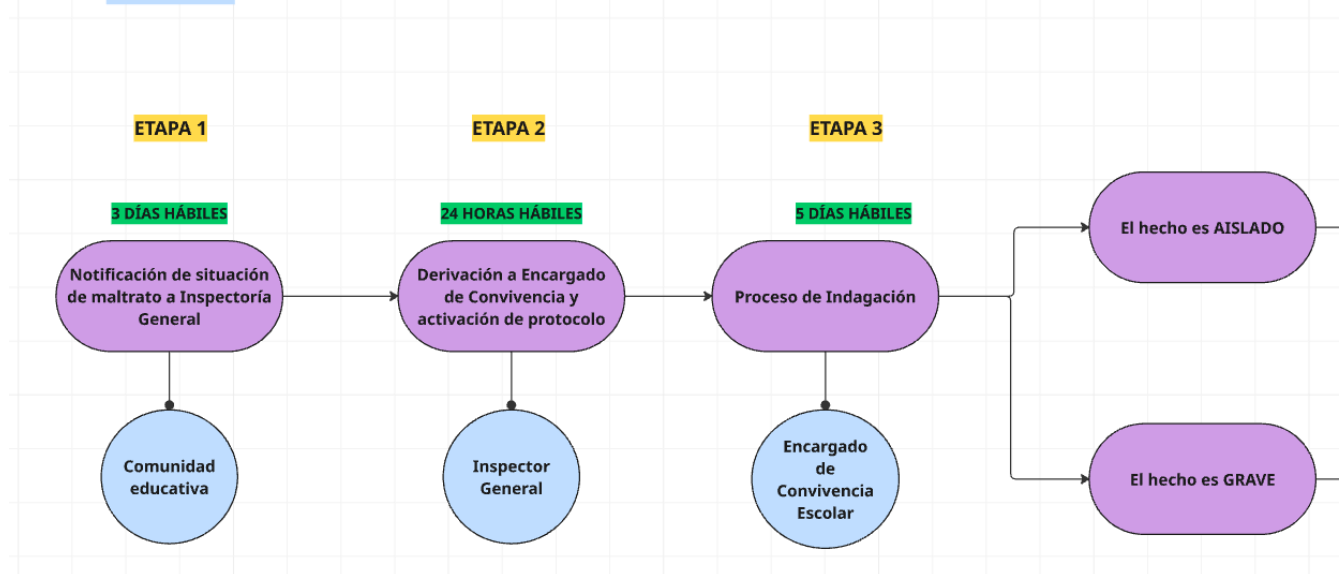 ETAPA 1
ETAPA 2
ETAPA 3
3 DÍAS HÁBILES
24 HORAS HÁBILES
5 DÍAS HÁBILES
Notificación de situación
de maltrato a Inspectoría
General
Derivación a Encargado
de Convivencia y
activación de protocolo
Proceso de Indagación
El hecho es AISLADO
El hecho es GRAVE
Comunidad
educativa
Inspector
General
Encargado
de
Convivencia
Escolar